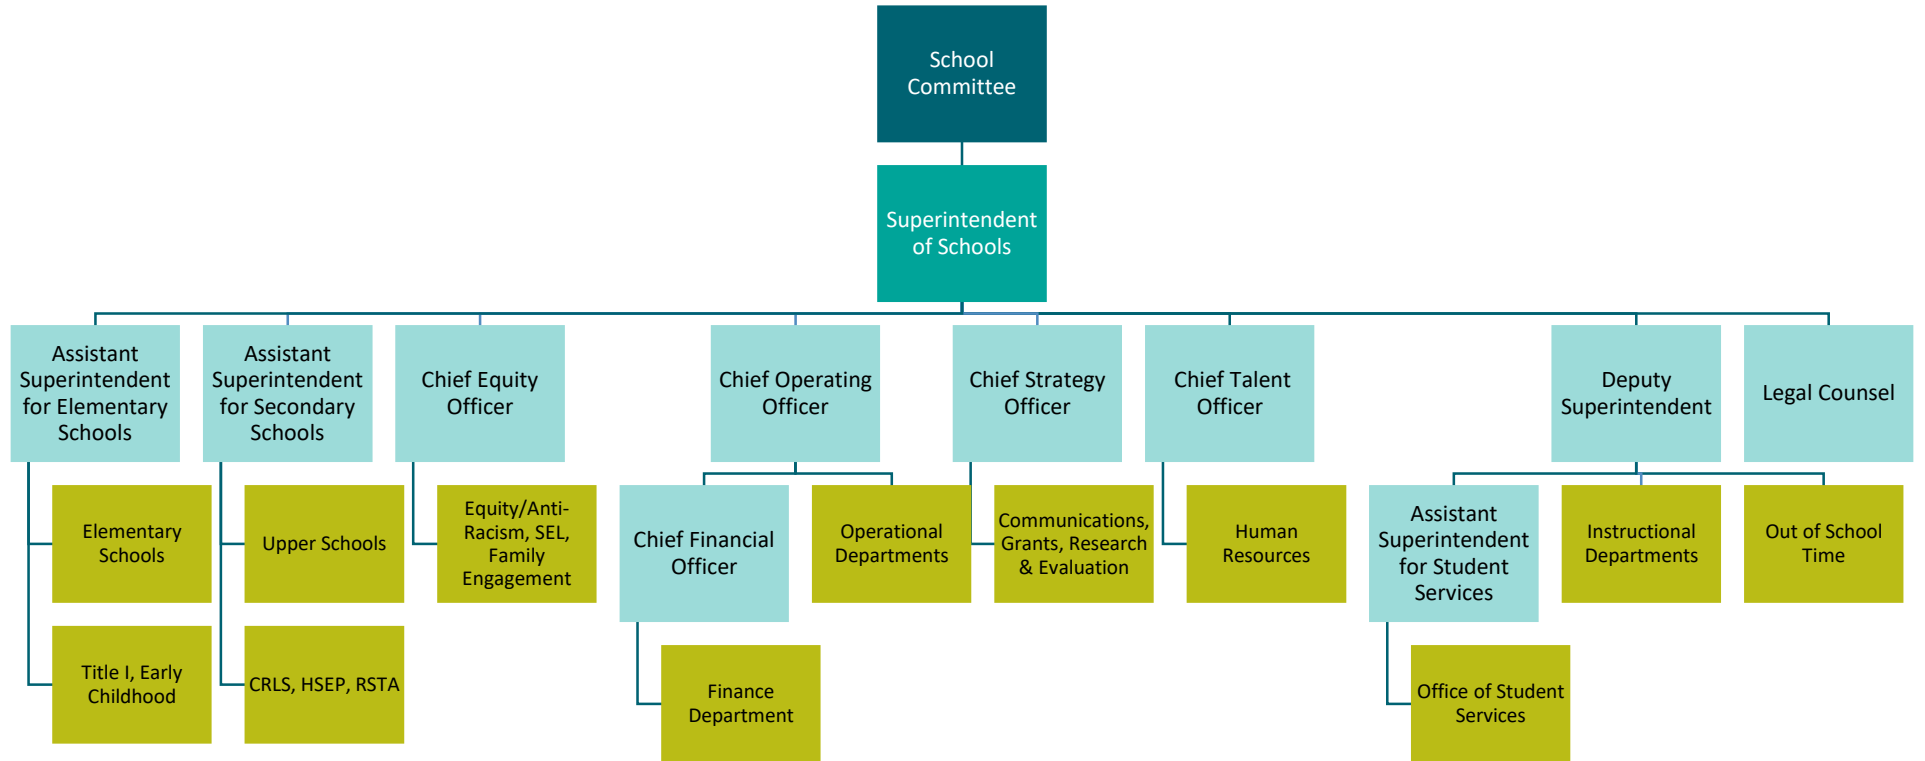 School
Committee
Superintendent
of Schools
Assistant
Superintendent
for Elementary
Schools
Assistant
Superintendent
for Secondary
Schools
Chief Equity
Officer
Chief Operating
Officer
Chief Strategy
Officer
Chief Talent
Officer
Deputy
Superintendent
Legal Counsel
Elementary
Schools
Upper Schools
Equity/Anti-
Racism, SEL,
Family
Engagement
Chief Financial
Officer
Operational
Departments
Communications,
Grants, Research
& Evaluation
Human
Resources
Assistant
Superintendent
for Student
Services
Instructional
Departments
Out of School
Time
Title I, Early
Childhood
CRLS, HSEP, RSTA
Finance
Department
Office of Student
Services